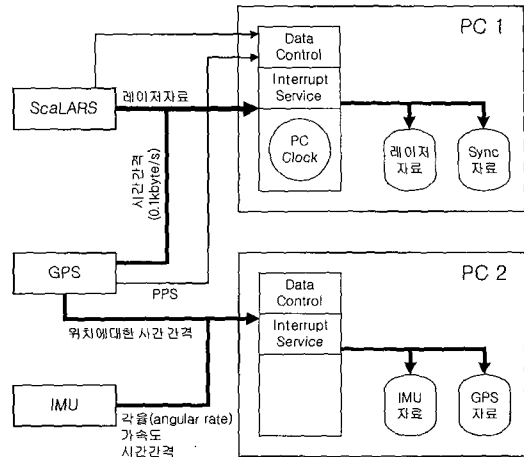 PC 1
Data
Control
Interrupt
Service
PC
Clock
ScaLARS
레이저자료
시간간격
(0.1kbyte/s)
레이저
자료
Sync
자료
GPS
PPS
위치에대한 시간 간격
PC 2
Data
Control
Interrupt
Service
IMU
각율(angular rate)
가속도
시간간격
IMU
자료
GPS
자료